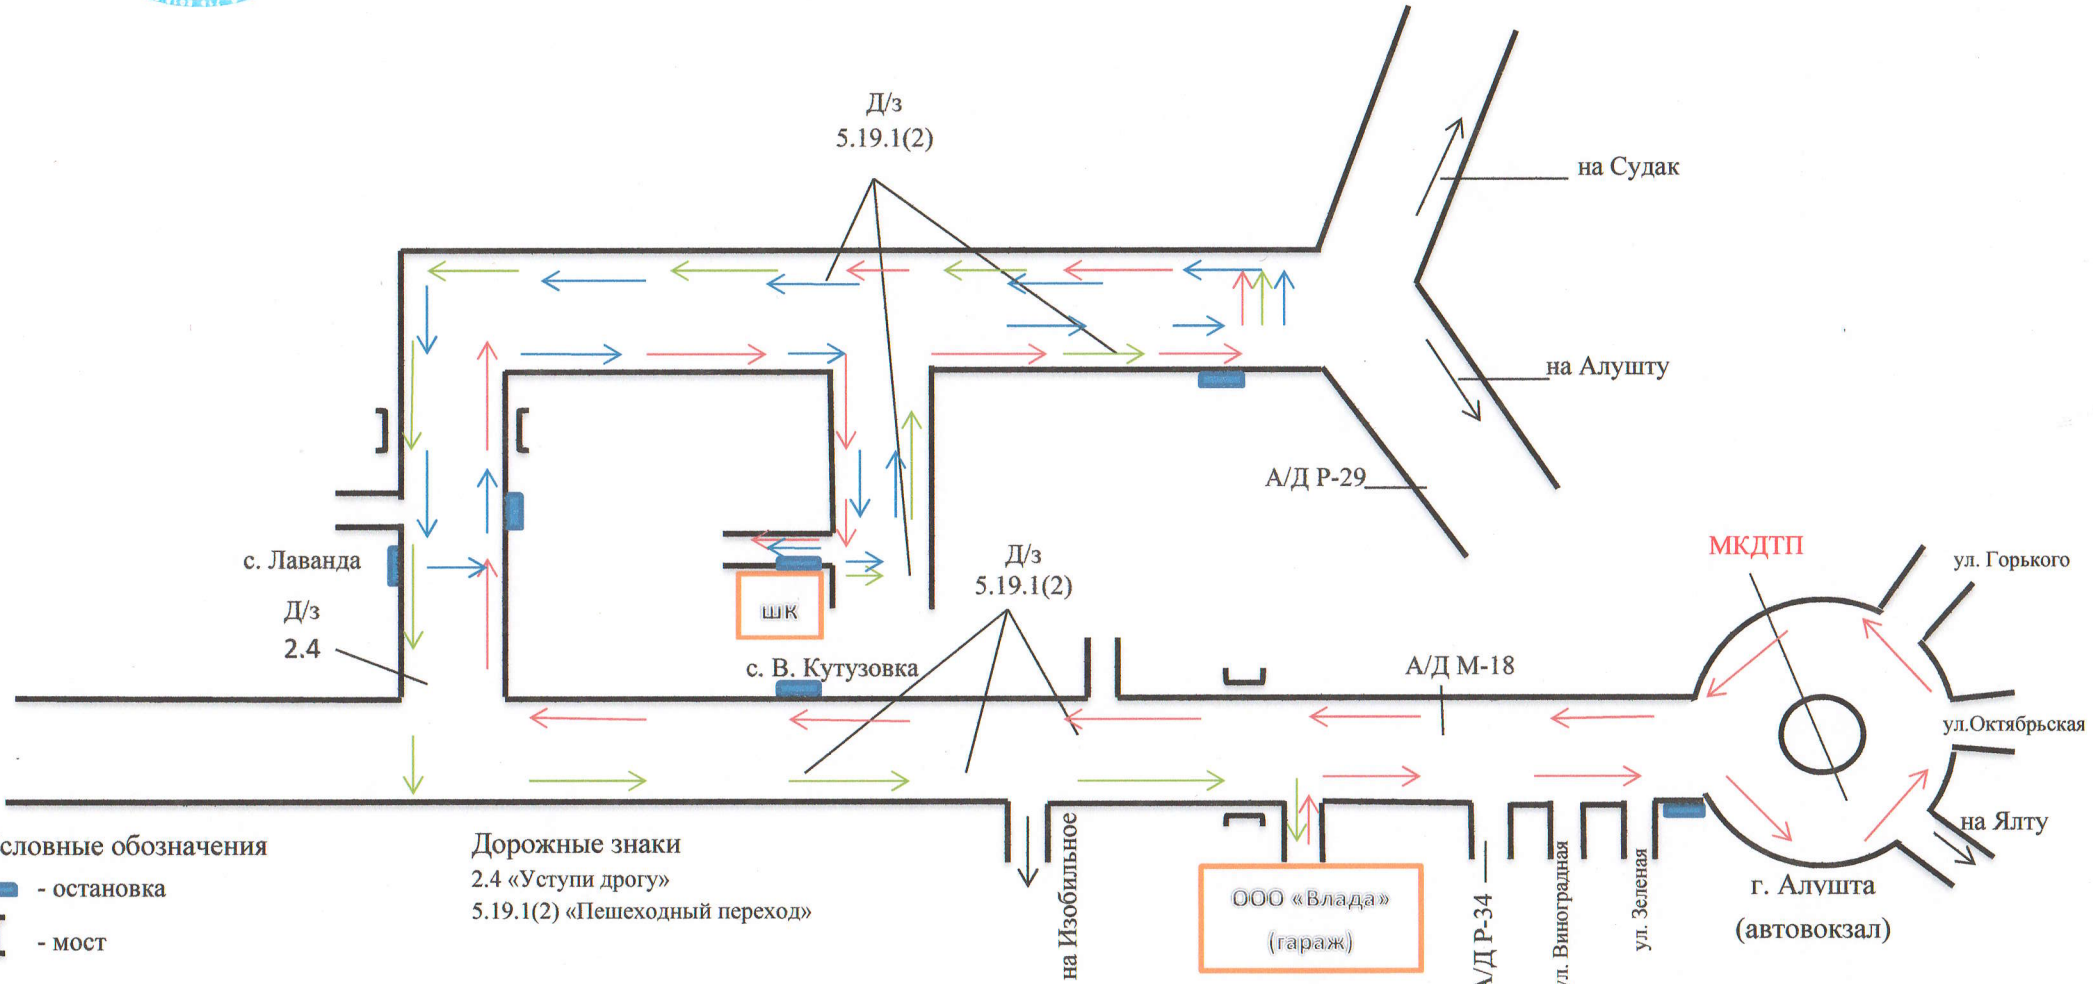 Д/з
5.19.1(2)
на Судак
на Алушту
А/Д Р-29
МКДТП
ул. Горького
с. Лаванда
Д/з
5.19.1(2)
Д/з
2.4
шк
с. В. Кутузовка
А/Д М-18
ул.Октябрьская
на Ялту
словные обозначения
- остановка
- мост
Дорожные знаки
2.4 «Уступи дрогу»
5.19.1(2) «Пешеходный переход»
на Изобильное
ООО «Влада»
(гараж)
А/Д Р-34
ул. Виноградная
ул. Зеленая
г. Алушта
(автовокзал)